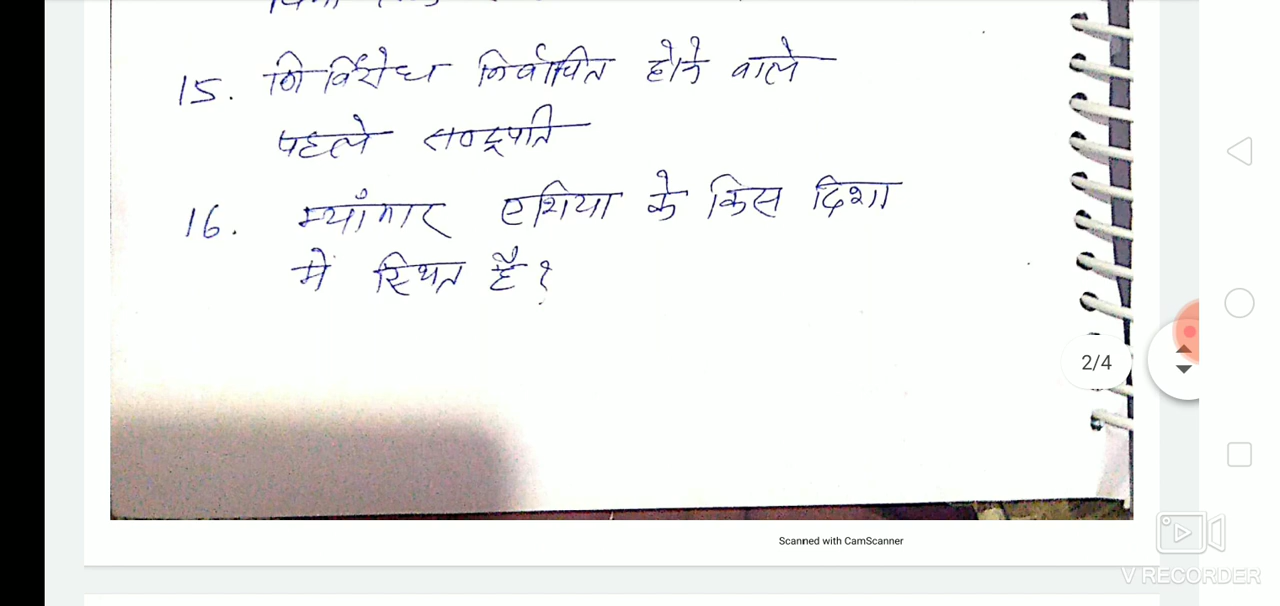 15. निर्विरोध निर्वाचित होने वाले
पहले राष्ट्रपति
16. म्याँमार एशिया के किस दिशा
में स्थित है?
2/4
Scanned with CamScanner
V RECORDER